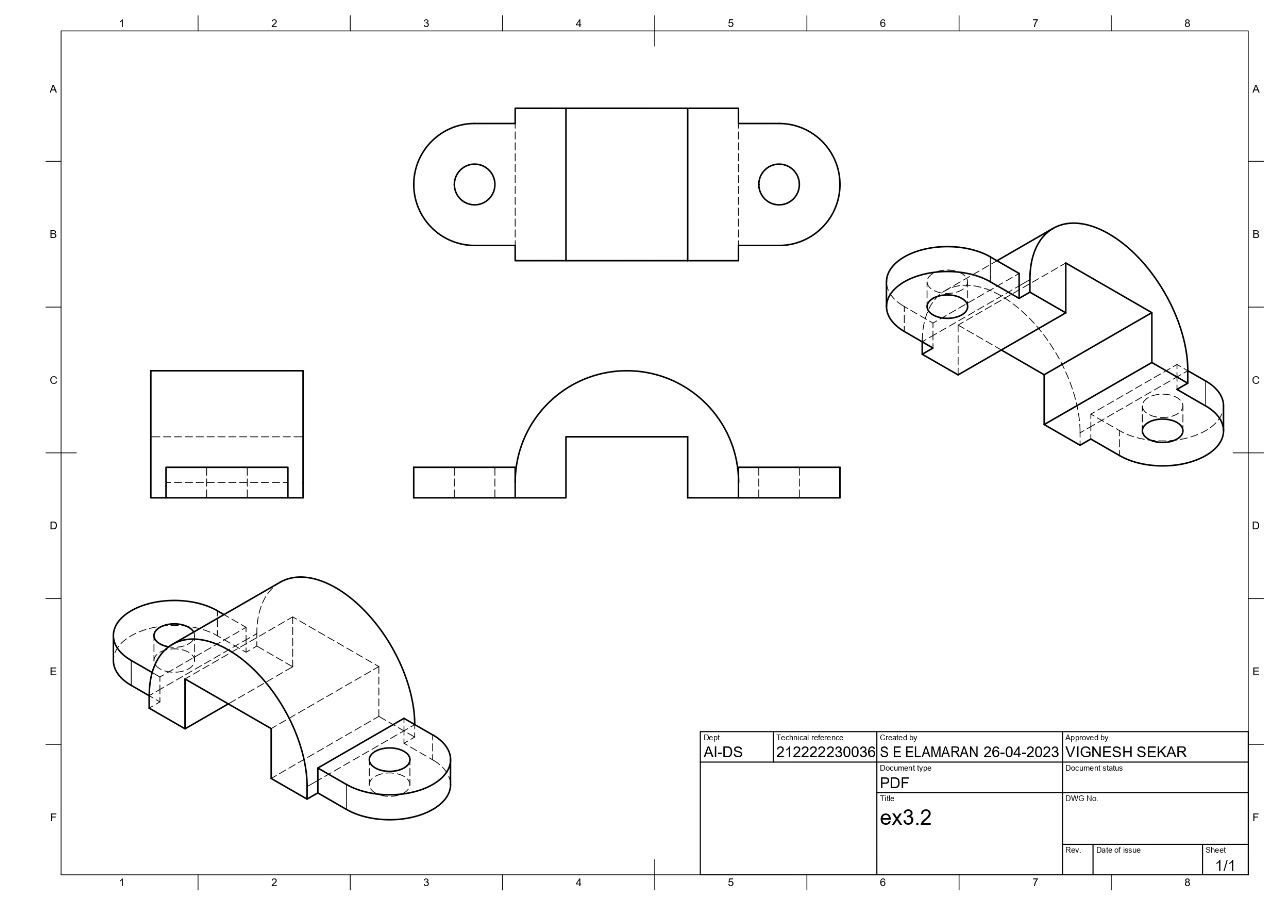 1 2 3 4 5 6 7 8
A A
B B
C C
D D
E E
F F
Dept Technical reference Created by Approved by
AI-DS 212222230036 S E ELAMARAN 26-04-2023 VIGNESH SEKAR
Document type Document status
PDF
Title DWG No.
ex3.2
Rev. Date of issue Sheet
1/1
1 2 3 4 5 6 7 8